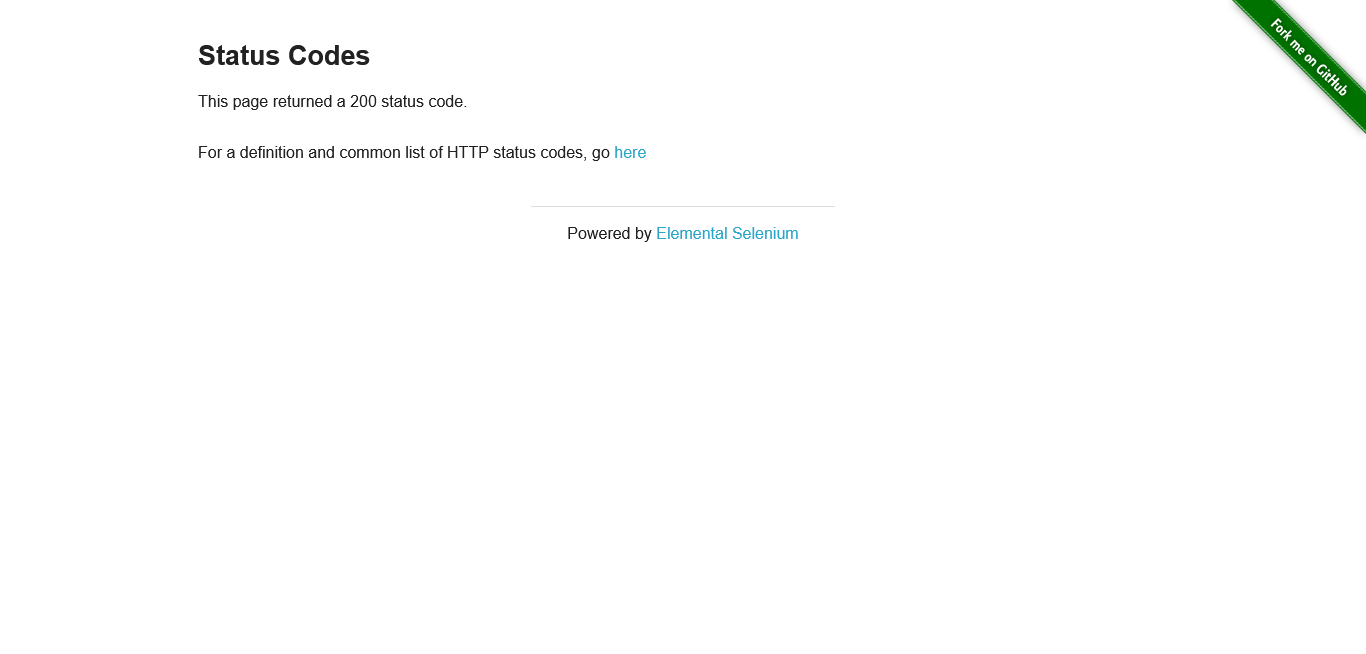 Status Codes
This page returned a 200 status code.
For a definition and common list of HTTP status codes, go here
Powered by Elemental Selenium
Fork me on GitHub